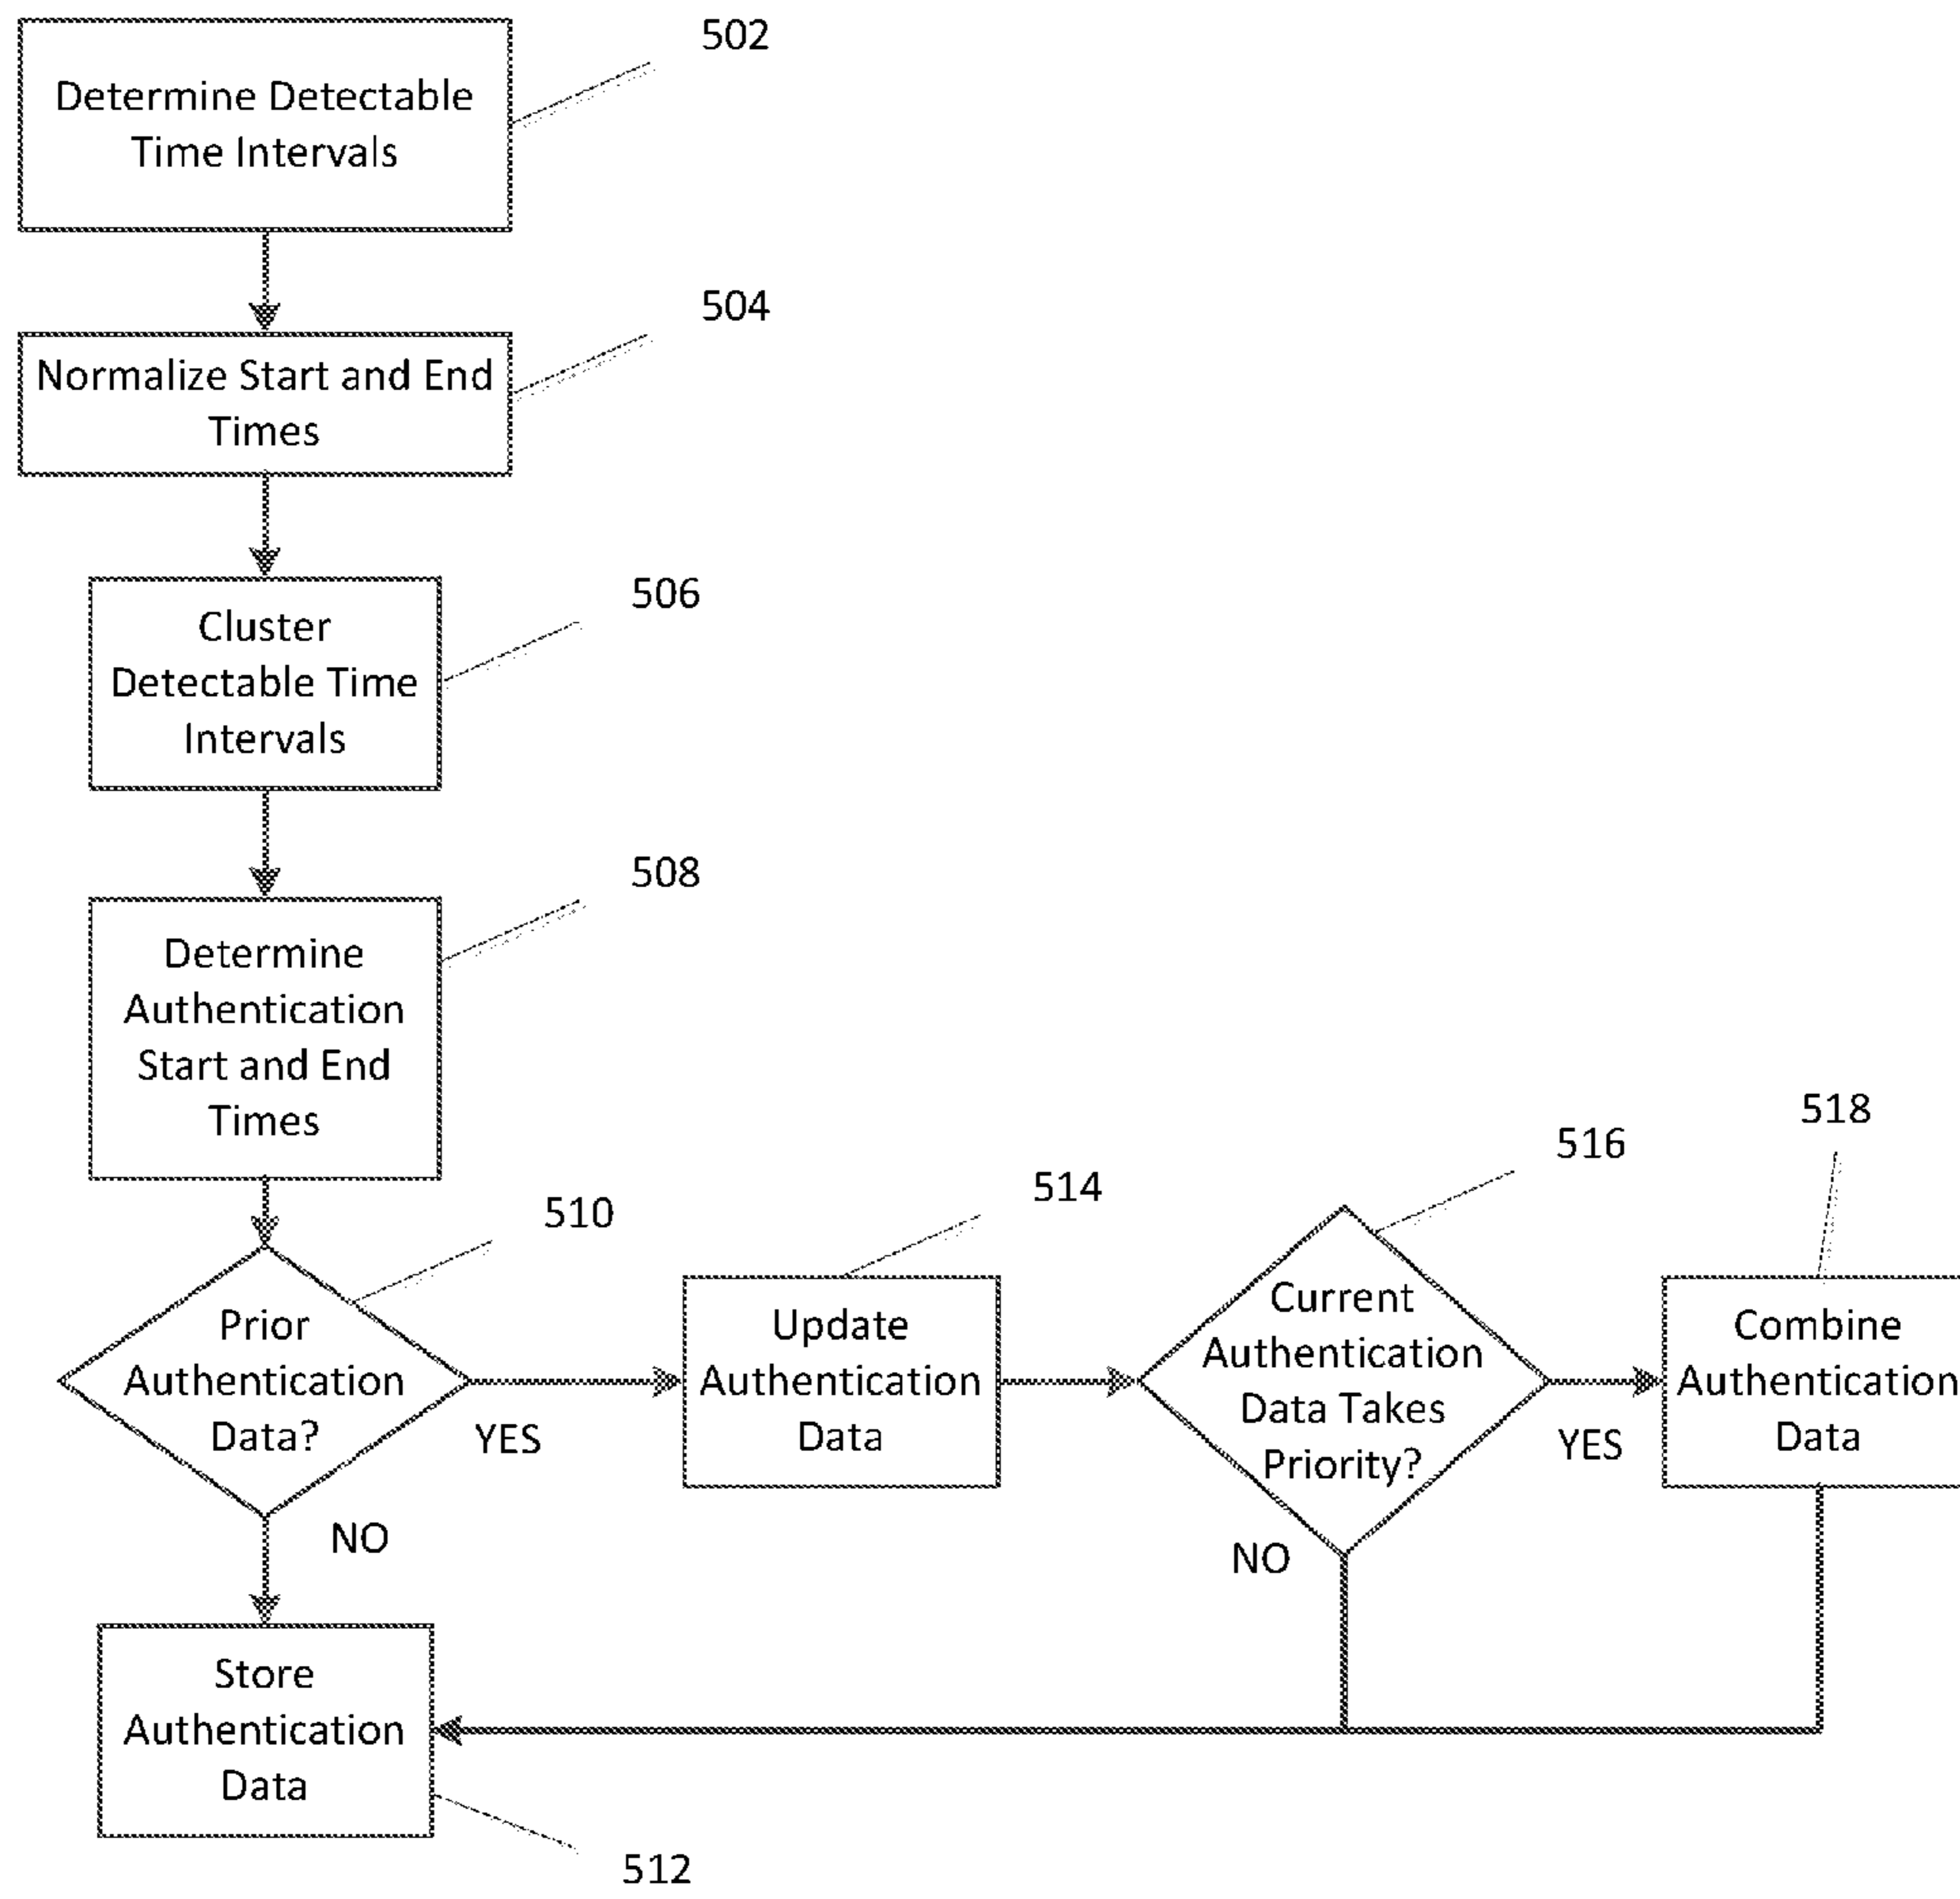 502
Determine Detectable
Time Intervals
504
Normalize Start and End
Times
506
Cluster
Detectable Time
Intervals
508
Determine
Authentication
Start and End
Times
510
Prior
Authentication
Data?
YES
NO
514
Update
Authentication
Data
516
Current
Authentication
Data Takes
Priority?
YES
NO
518
Combine
Authentication
Data
Store
Authentication
Data
512